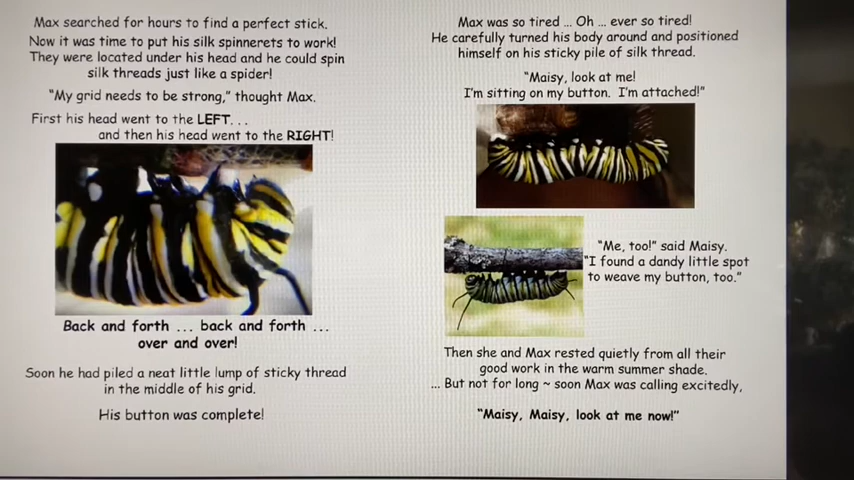 Max searched for hours to find a perfect stick.
Now it was time to put his silk spinnerets to work!
They were located under his head and he could spin
silk threads just like a spider!
"My grid needs to be strong," thought Max.
First his head went to the LEFT. . .
and then his head went to the RIGHT!
Back and forth ... back and forth ...
over and over!
Soon he had piled a neat little lump of sticky thread
in the middle of his grid.
His button was complete!
Max was so tired ... Oh ... ever so tired!
He carefully turned his body around and positioned
himself on his sticky pile of silk thread.
"Maisy, look at me!
I'm sitting on my button. I'm attached!"
"Me, too!" said Maisy.
"I found a dandy little spot
to weave my button, too."
Then she and Max rested quietly from all their
good work in the warm summer shade.
... But not for long ~ soon Max was calling excitedly,
"Maisy, Maisy, look at me now!"